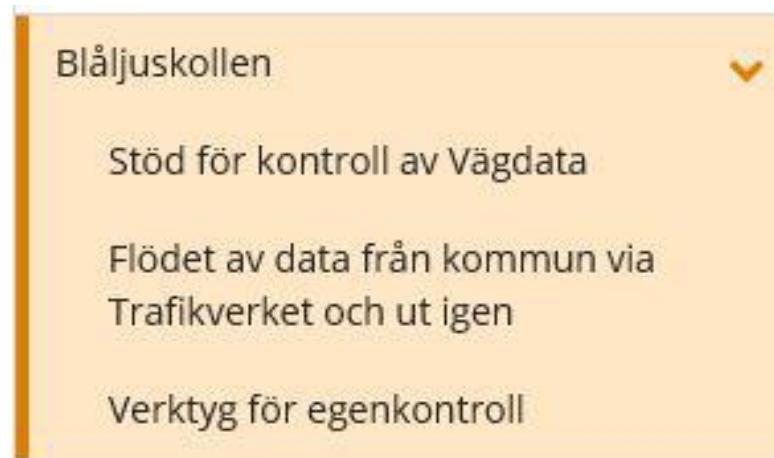 Blåljuskollen
Stöd för kontroll av Vägdata
Flödet av data från kommun via
Trafikverket och ut igen
Verktyg för egenkontroll